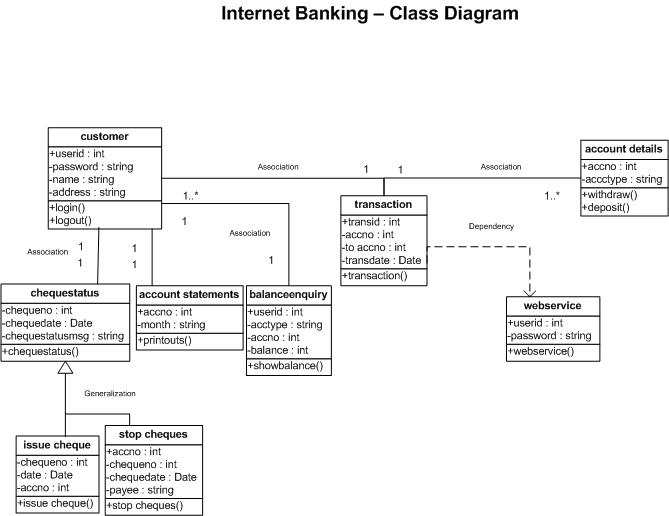 Internet Banking – Class Diagram
customer
+userid : int
-password : string
-name : string
-address : string
+login()
+logout()
Association
1
1
Association
account details
+accno : int
-accctype : string
+withdraw()
+deposit()
1..*
1..*
1
Association
1
transaction
+transid : int
-accno : int
-to accno : int
-transdate : Date
+transaction()
Dependency
Association
1
1
1
1
chequestatus
-chequeno : int
-chequedate : Date
-chequestatusmsg : string
+chequestatus()
account statements
+accno : int
-month : string
+printouts()
balanceenquiry
+userid : int
-acctype : string
-accno : int
-balance : int
+showbalance()
webservice
+userid : int
-password : string
+webservice()
Generalization
issue cheque
-chequeno : int
-date : Date
-accno : int
+issue cheque()
stop cheques
+accno : int
-chequeno : int
-chequedate : Date
-payee : string
+stop cheques()